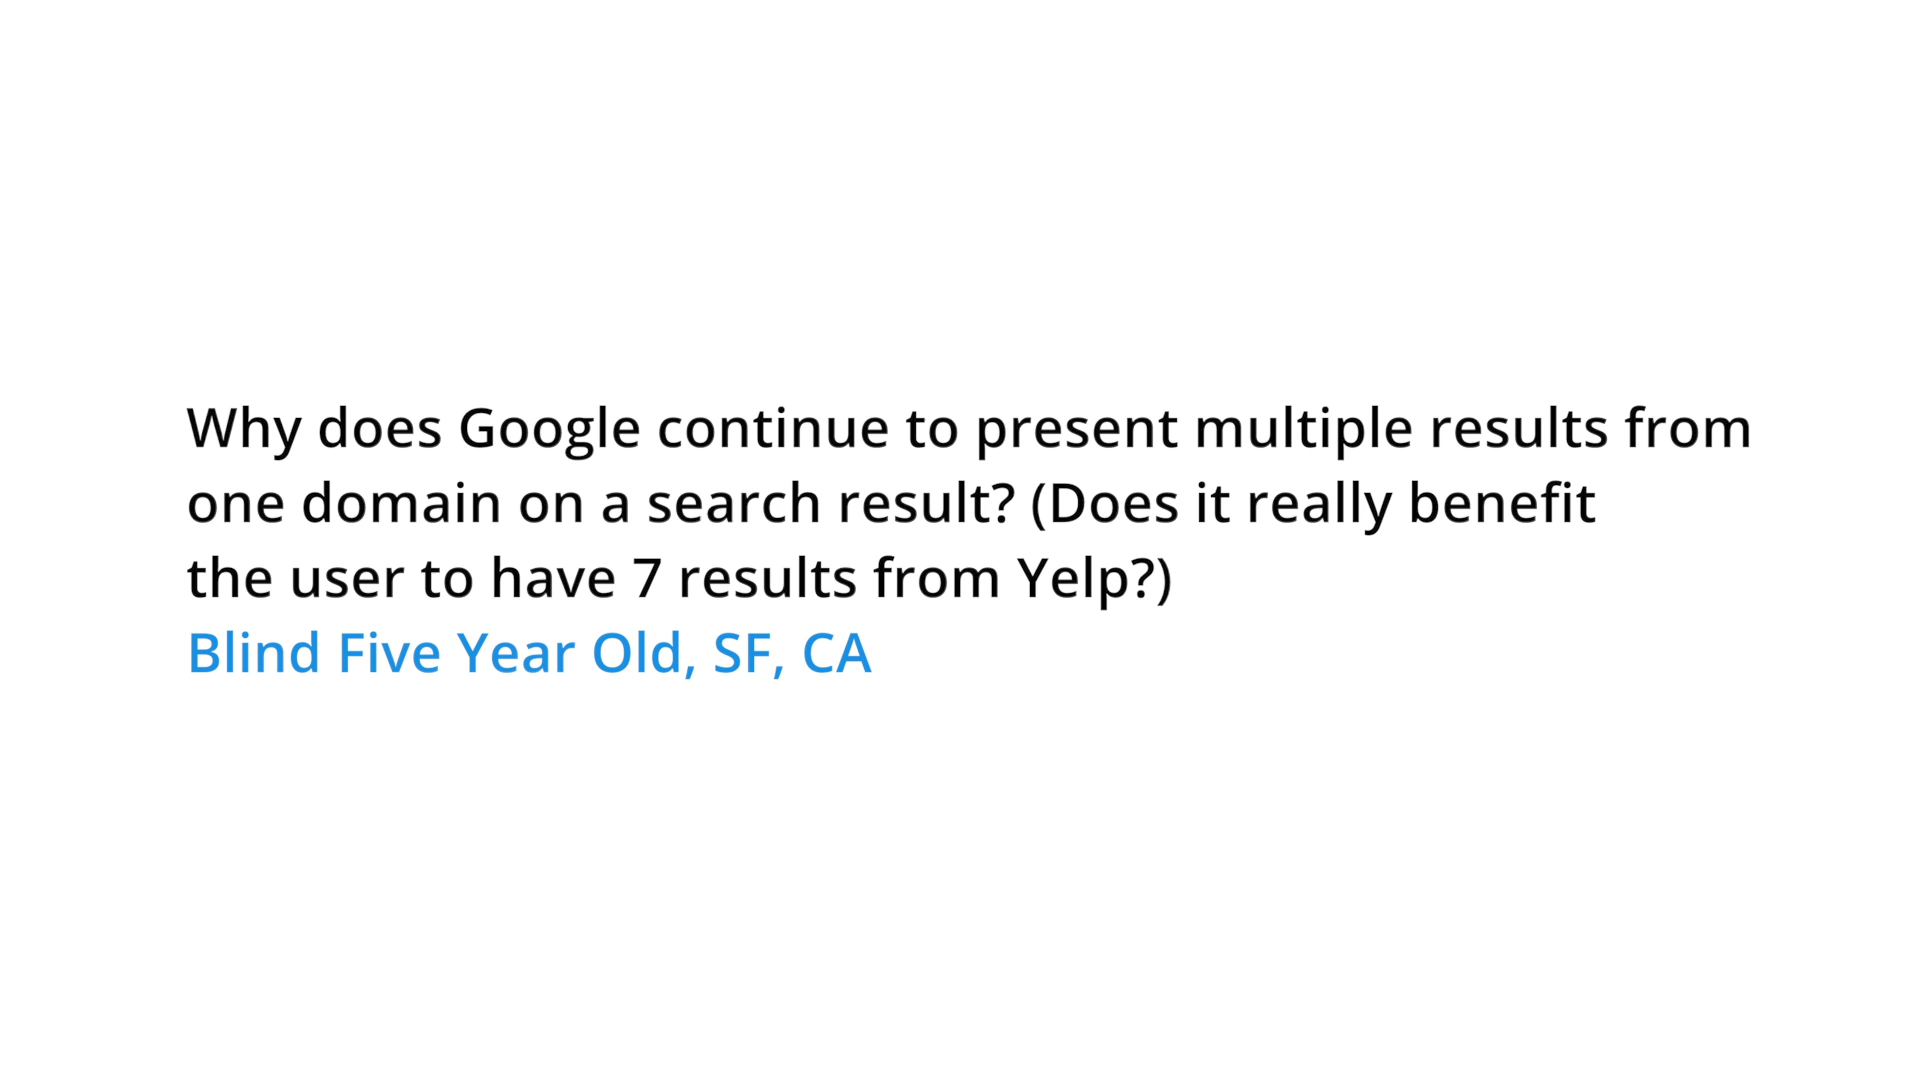 Why does Google continue to present multiple results from
one domain on a search result? (Does it really benefit
the user to have 7 results from Yelp?)
Blind Five Year Old, SF, CA